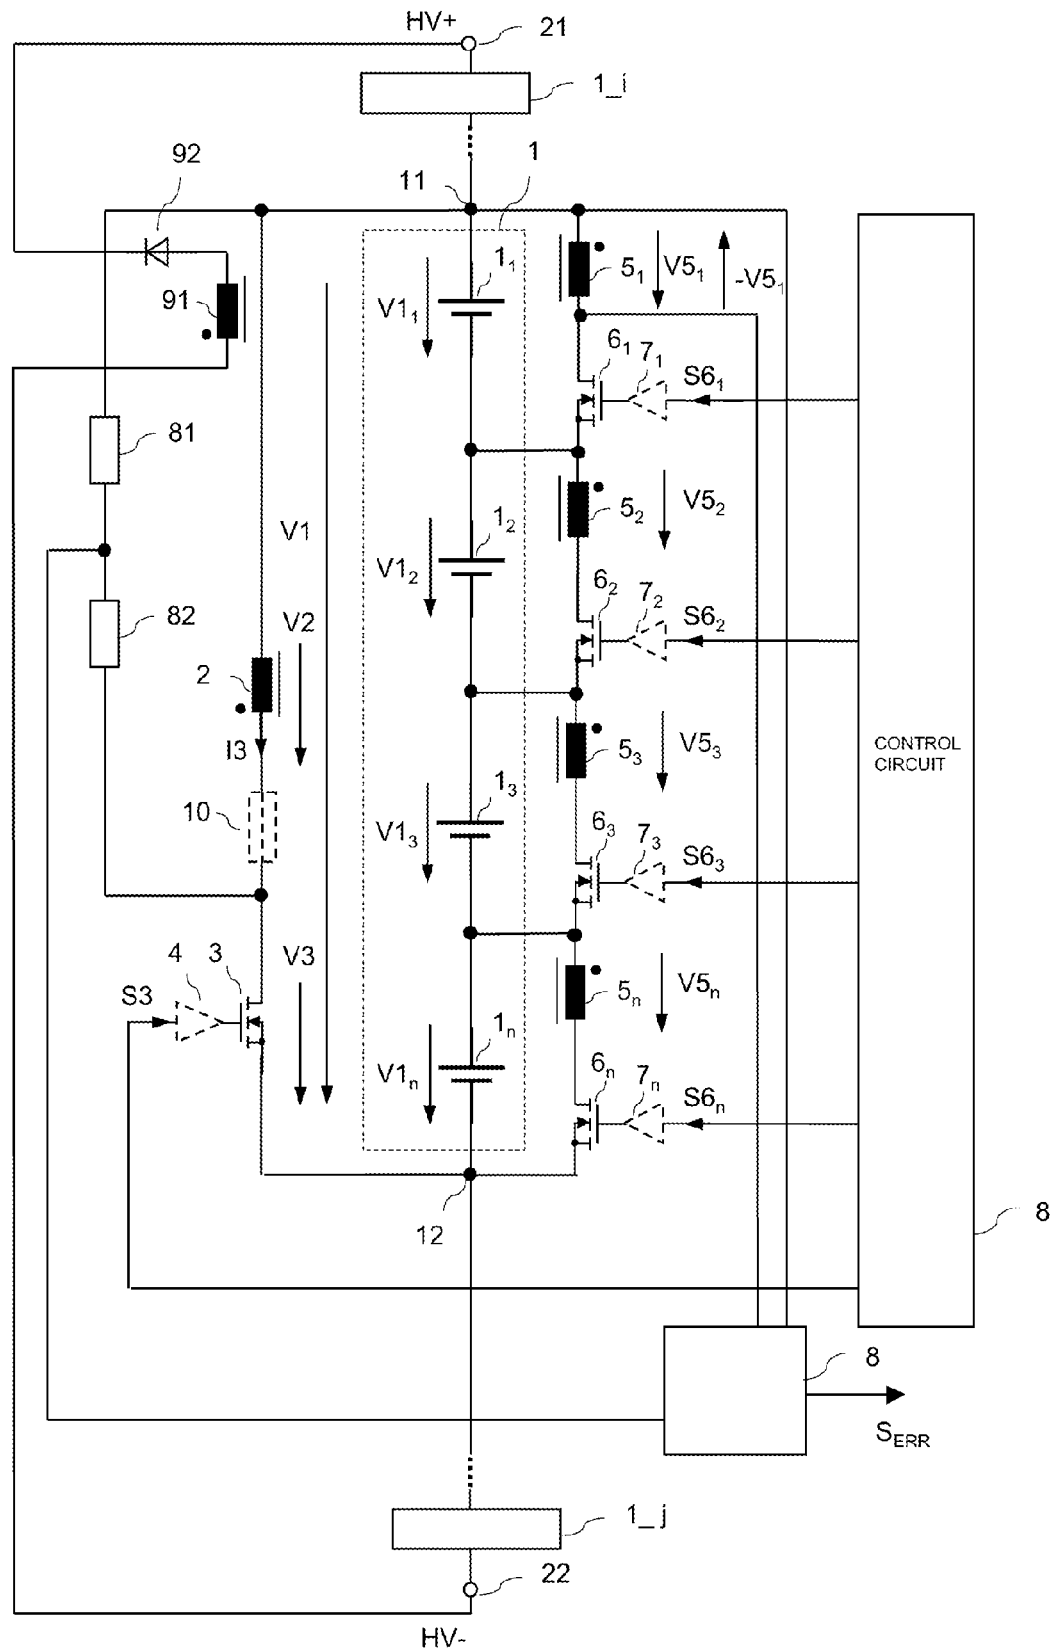 HV+
21
1_i
92
1
11
1₁
5₁
V5₁
-V5₁
V1₁
91
6₁
7₁
S6₁
81
V1
1₂
5₂
V5₂
V1₂
6₂
7₂
S6₂
82
V2
2
I3
5₃
V5₃
CONTROL
CIRCUIT
10
1₃
V1₃
6₃
7₃
S6₃
4
3
V3
S3
5ₙ
V5ₙ
1ₙ
V1ₙ
6ₙ
7ₙ
S6ₙ
12
8
8
S_ERR
1_j
22
HV-